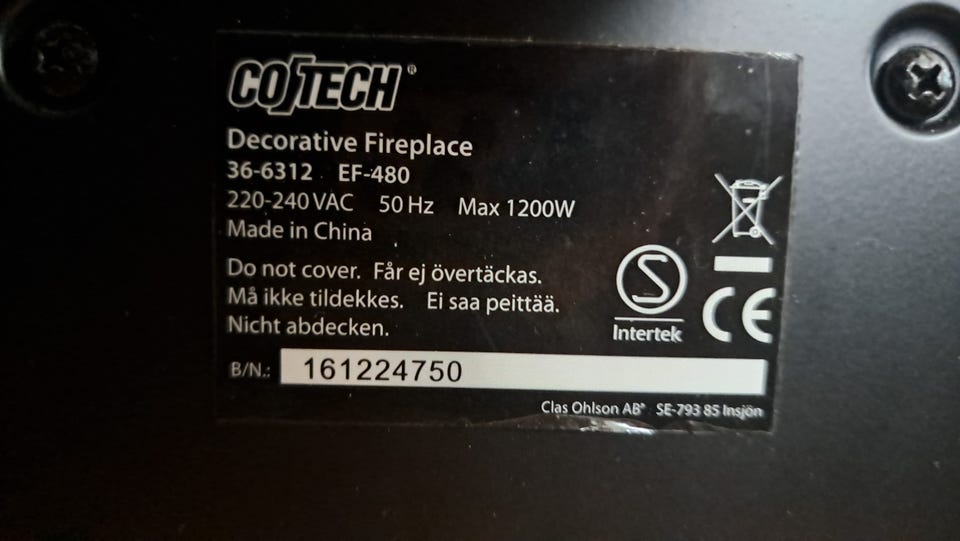 COTECH®
Decorative Fireplace
36-6312 EF-480
220-240 VAC 50 Hz Max 1200W
Made in China
Do not cover. Får ej övertäckas.
Må ikke tildekkes. Ei saa peittää.
Nicht abdecken.
S
Intertek
CE
B/N.: 161224750
Clas Ohlson AB® SE-793 85 Insjön